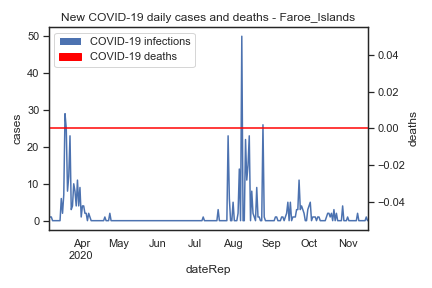 New COVID-19 daily cases and deaths - Faroe_Islands
COVID-19 infections
COVID-19 deaths
50
40
30
20
10
0
cases
0.04
0.02
0.00
−0.02
−0.04
deaths
Apr May Jun Jul Aug Sep Oct Nov
2020
dateRep